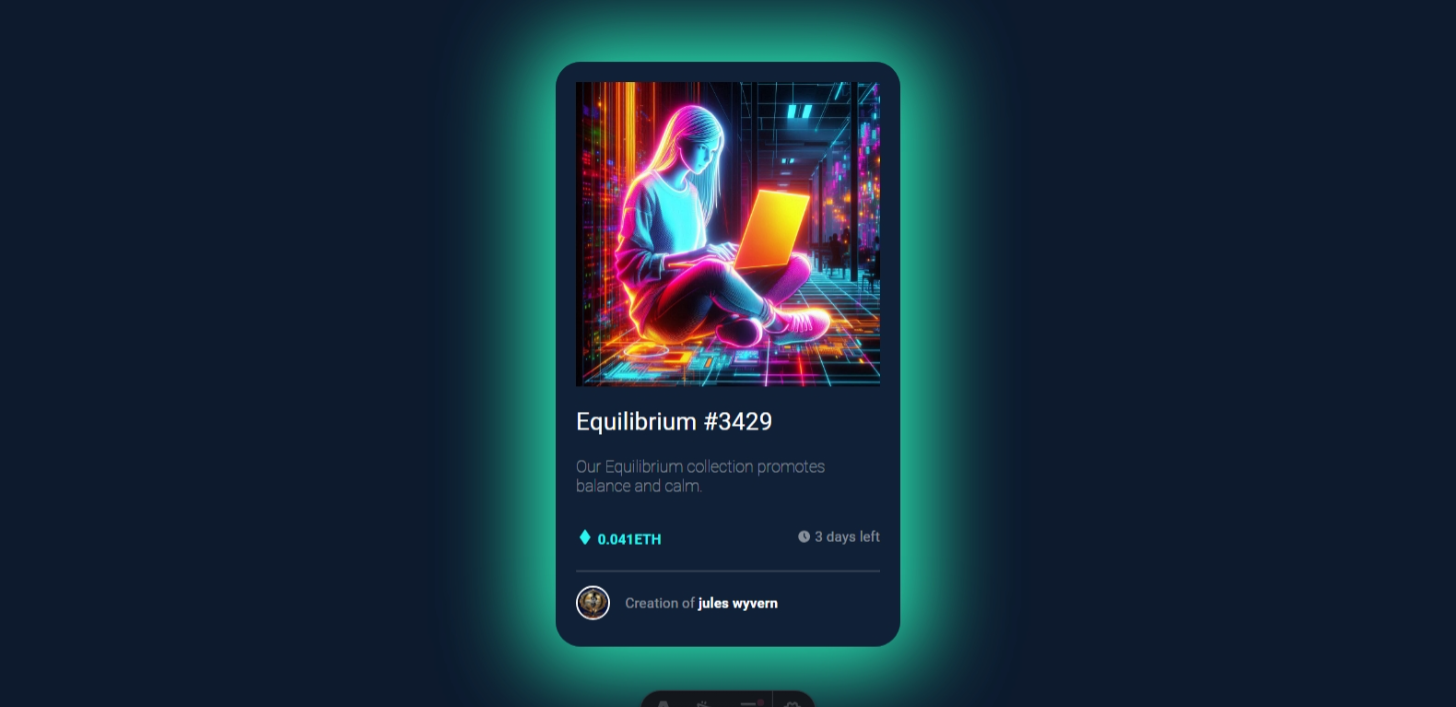 Equilibrium #3429
Our Equilibrium collection promotes
balance and calm.
0.041ETH
3 days left
Creation of jules wyvern